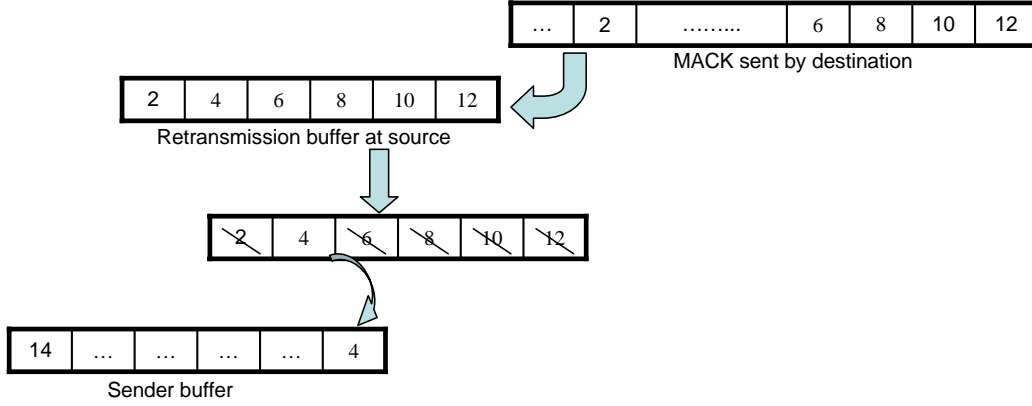 … 2 ……... 6 8 10 12
MACK sent by destination
2 4 6 8 10 12
Retransmission buffer at source
2 4 6 8 10 12
14 … … … … 4
Sender buffer